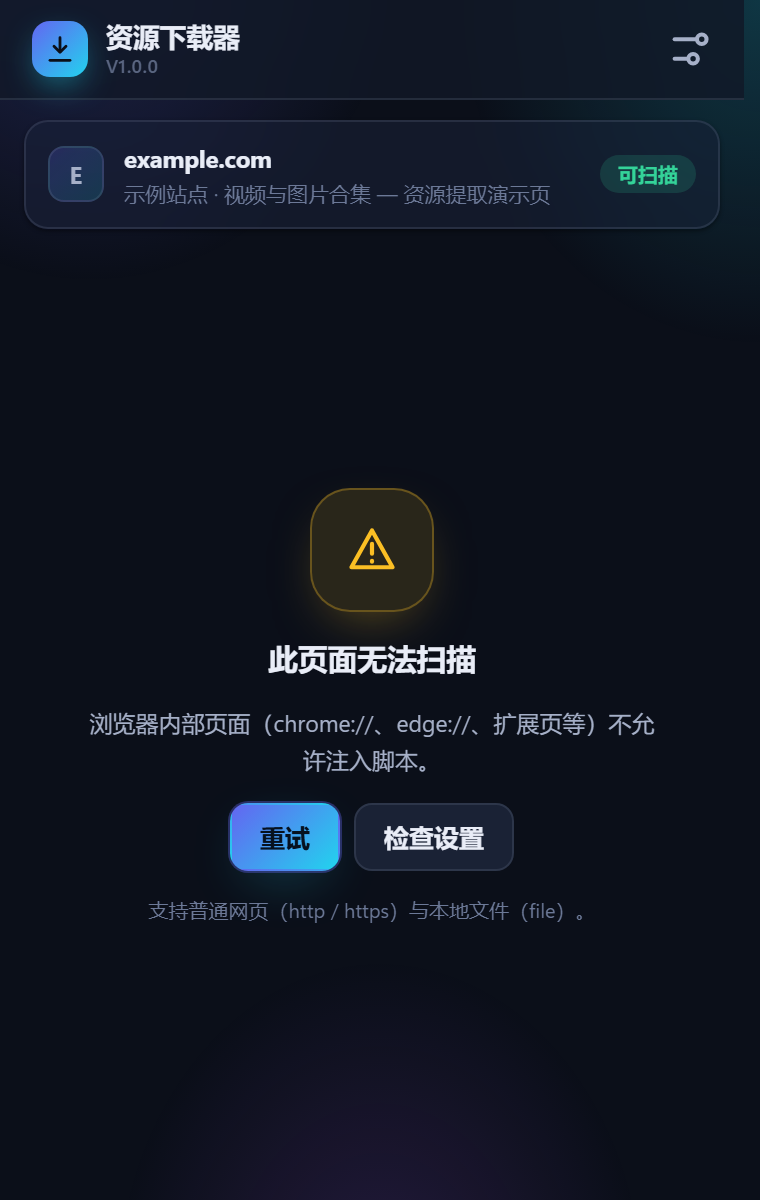 资源下载器
V1.0.0
E
example.com
示例站点 · 视频与图片合集 — 资源提取演示页
可扫描
此页面无法扫描
浏览器内部页面（chrome://、edge://、扩展页等）不允
许注入脚本。
重试
检查设置
支持普通网页（http / https）与本地文件（file）。